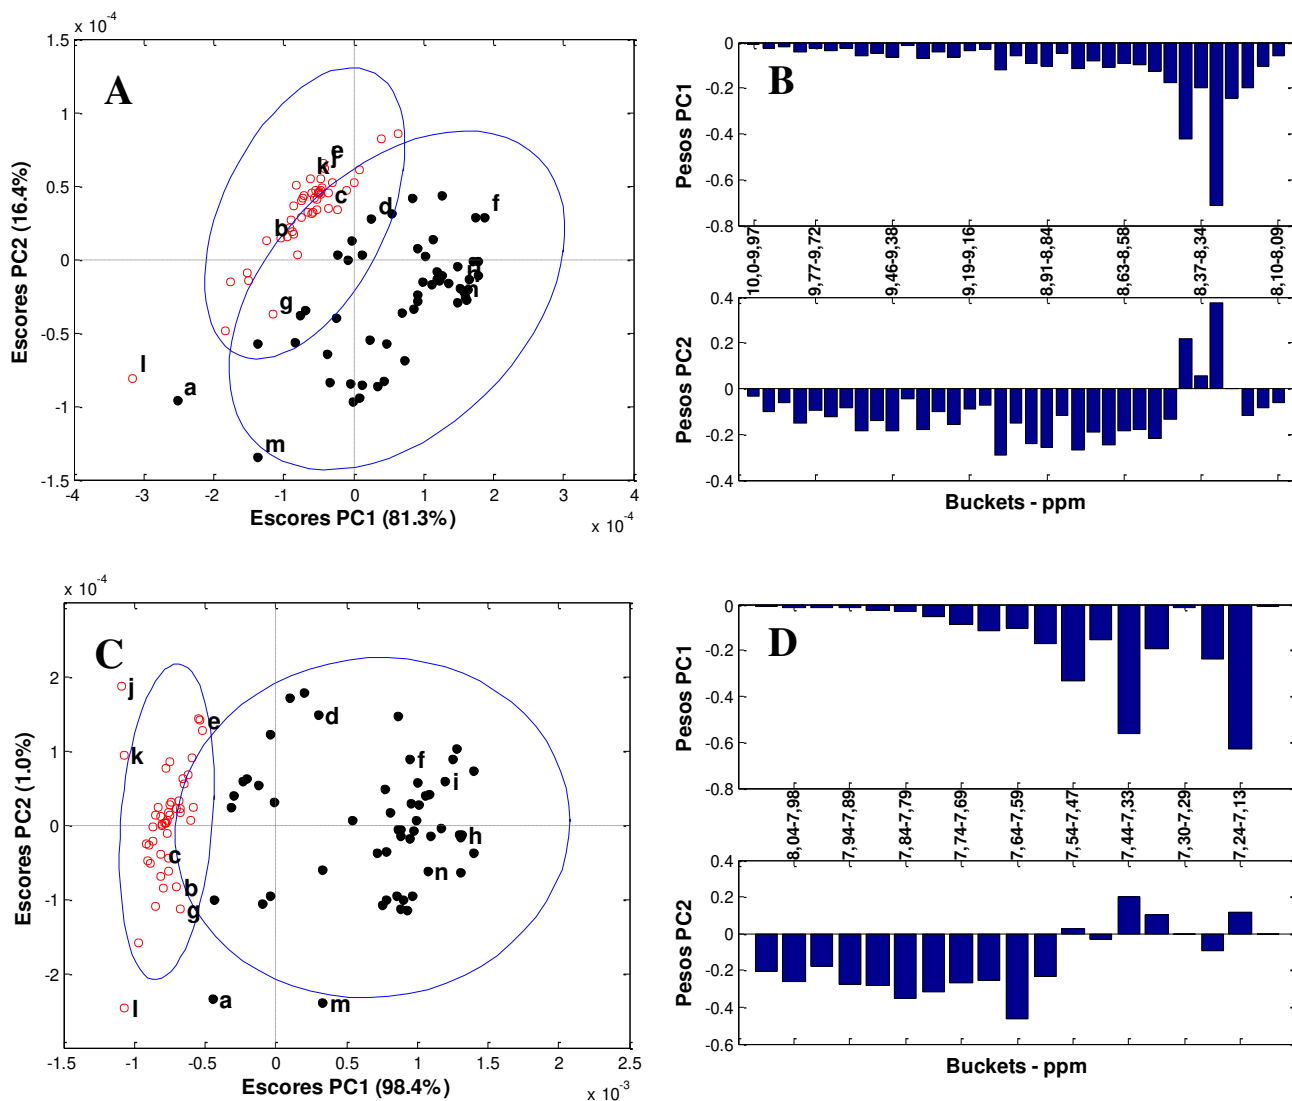 x 10⁻⁴
A
Escores PC2 (16.4%)
1.5
1
0.5
0
-0.5
-1
-1.5
e
j
k
c
d
f
b
n
i
g
l
a
m
-4
-3
-2
-1
0
1
2
3
4
Escores PC1 (81.3%)
x 10⁻⁴
B
Pesos PC1
0
-0.2
-0.4
-0.6
-0.8
10,0-9,97
9,77-9,72
9,46-9,38
9,19-9,16
8,91-8,84
8,63-8,58
8,37-8,34
8,10-8,09
Pesos PC2
0.4
0.2
0
-0.2
-0.4
Buckets - ppm
x 10⁻⁴
C
Escores PC2 (1.0%)
2
1
0
-1
-2
j
e
d
k
f
i
h
c
n
b
g
l
a
m
-1.5
-1
-0.5
0
0.5
1
1.5
2
2.5
Escores PC1 (98.4%)
x 10⁻³
D
Pesos PC1
0
-0.2
-0.4
-0.6
-0.8
8,04-7,98
7,94-7,89
7,84-7,79
7,74-7,69
7,64-7,59
7,54-7,47
7,44-7,33
7,30-7,29
7,24-7,13
Pesos PC2
0.4
0.2
0
-0.2
-0.4
-0.6
Buckets - ppm